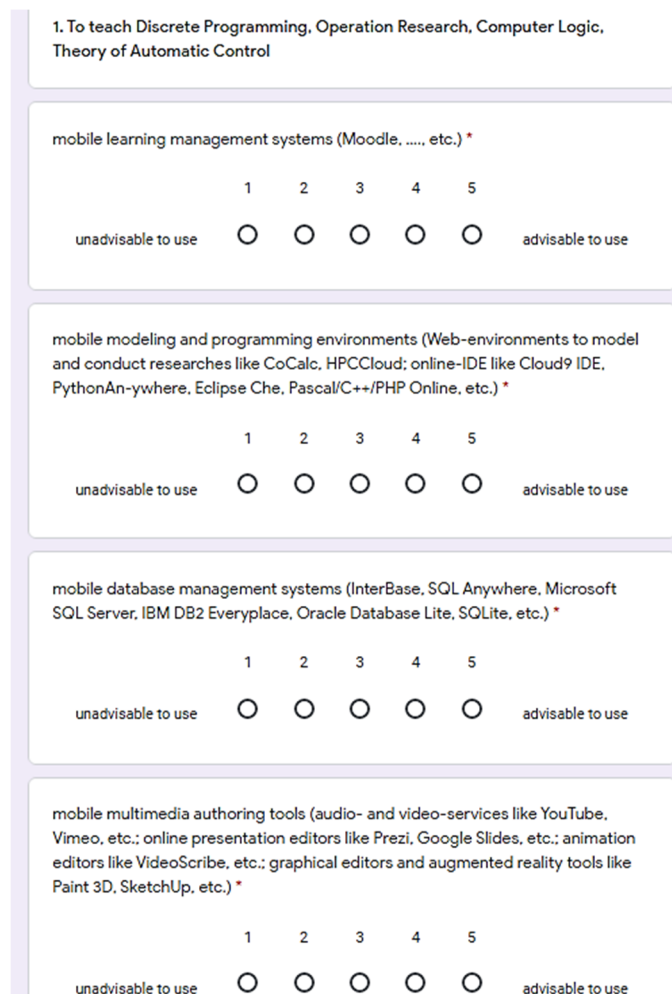 1. To teach Discrete Programming, Operation Research, Computer Logic,
Theory of Automatic Control
mobile learning management systems (Moodle, ...., etc.) *
1 2 3 4 5
unadvisable to use advisable to use
mobile modeling and programming environments (Web-environments to model
and conduct researches like CoCalc, HPCCloud; online-IDE like Cloud9 IDE,
PythonAn-ywhere, Eclipse Che, Pascal/C++/PHP Online, etc.) *
1 2 3 4 5
unadvisable to use advisable to use
mobile database management systems (InterBase, SQL Anywhere, Microsoft
SQL Server, IBM DB2 Everyplace, Oracle Database Lite, SQLite, etc.) *
1 2 3 4 5
unadvisable to use advisable to use
mobile multimedia authoring tools (audio- and video-services like YouTube,
Vimeo, etc.; online presentation editors like Prezi, Google Slides, etc.; animation
editors like VideoScribe, etc.; graphical editors and augmented reality tools like
Paint 3D, SketchUp, etc.) *
1 2 3 4 5
unadvisable to use advisable to use